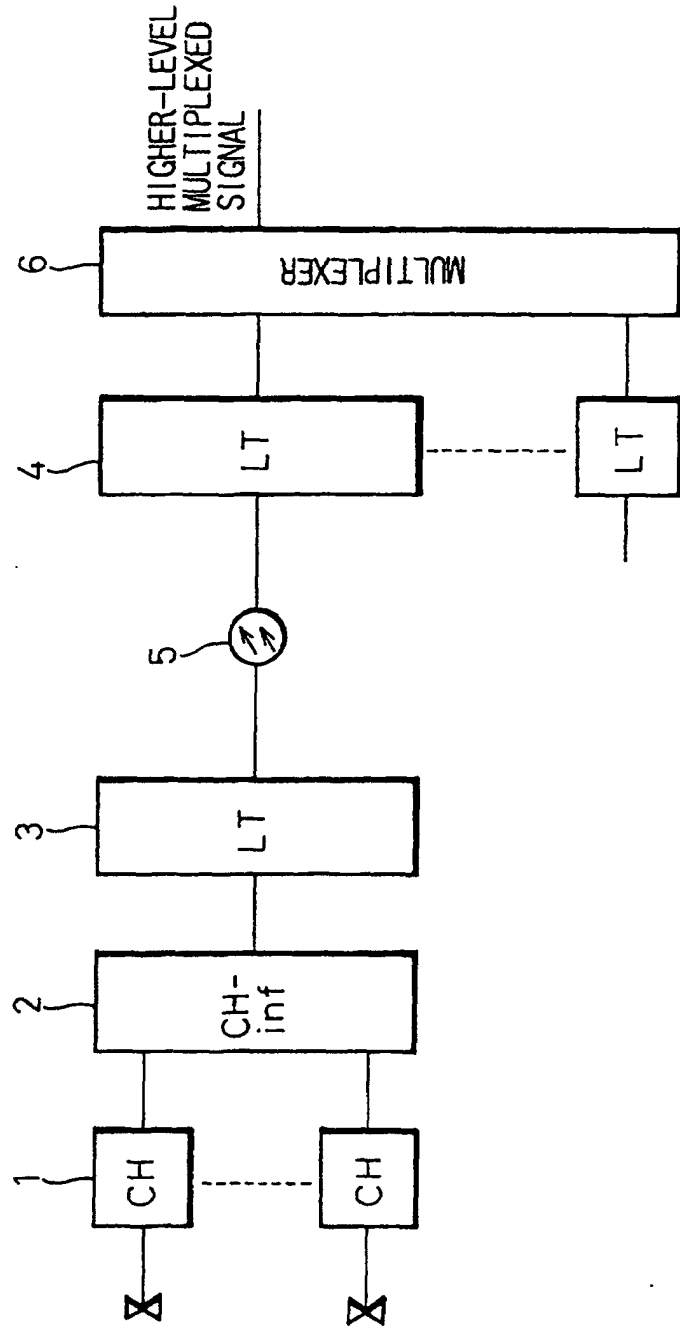 1
CH
CH
2
CH-
inf
3
LT
5
4
LT
LT
6
MULTIPLEXER
HIGHER-LEVEL
MULTIPLEXED
SIGNAL